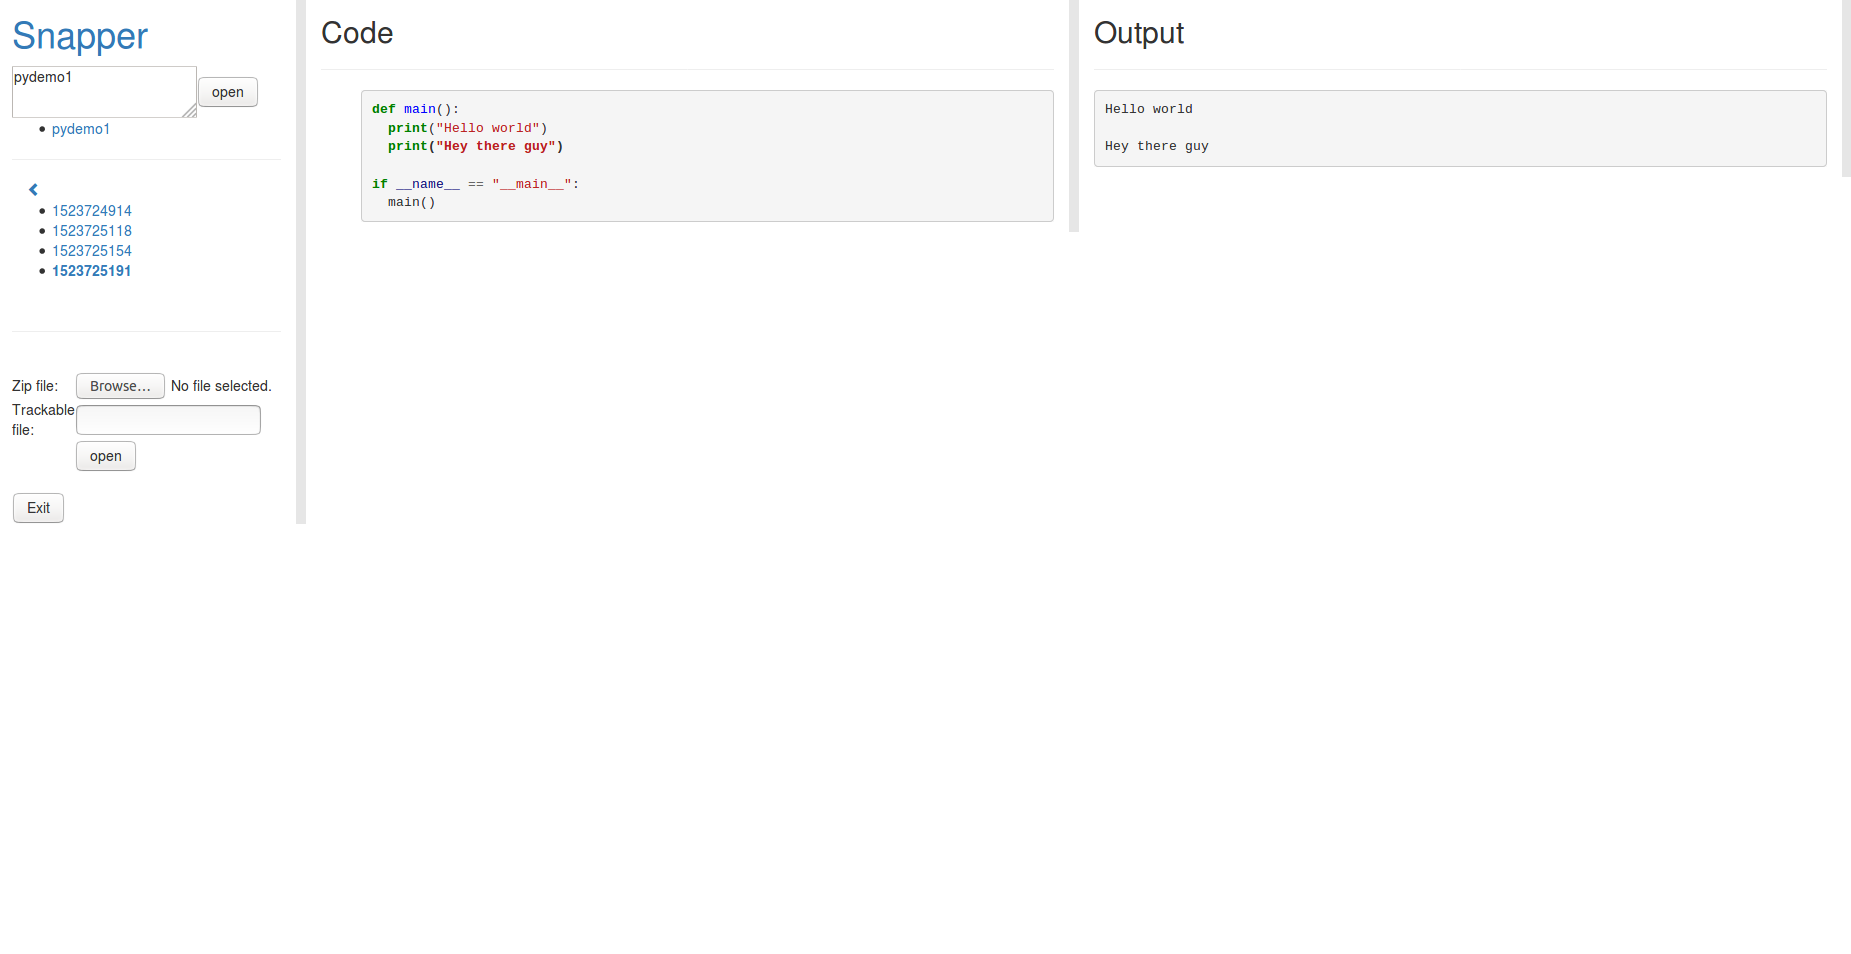 Snapper
pydemo1
open
pydemo1
1523724914
1523725118
1523725154
1523725191
Zip file:
Browse...
No file selected.
Trackable
file:
open
Exit
Code
def main():
  print("Hello world")
  print("Hey there guy")
if __name__ == "__main__":
  main()
Output
Hello world
Hey there guy